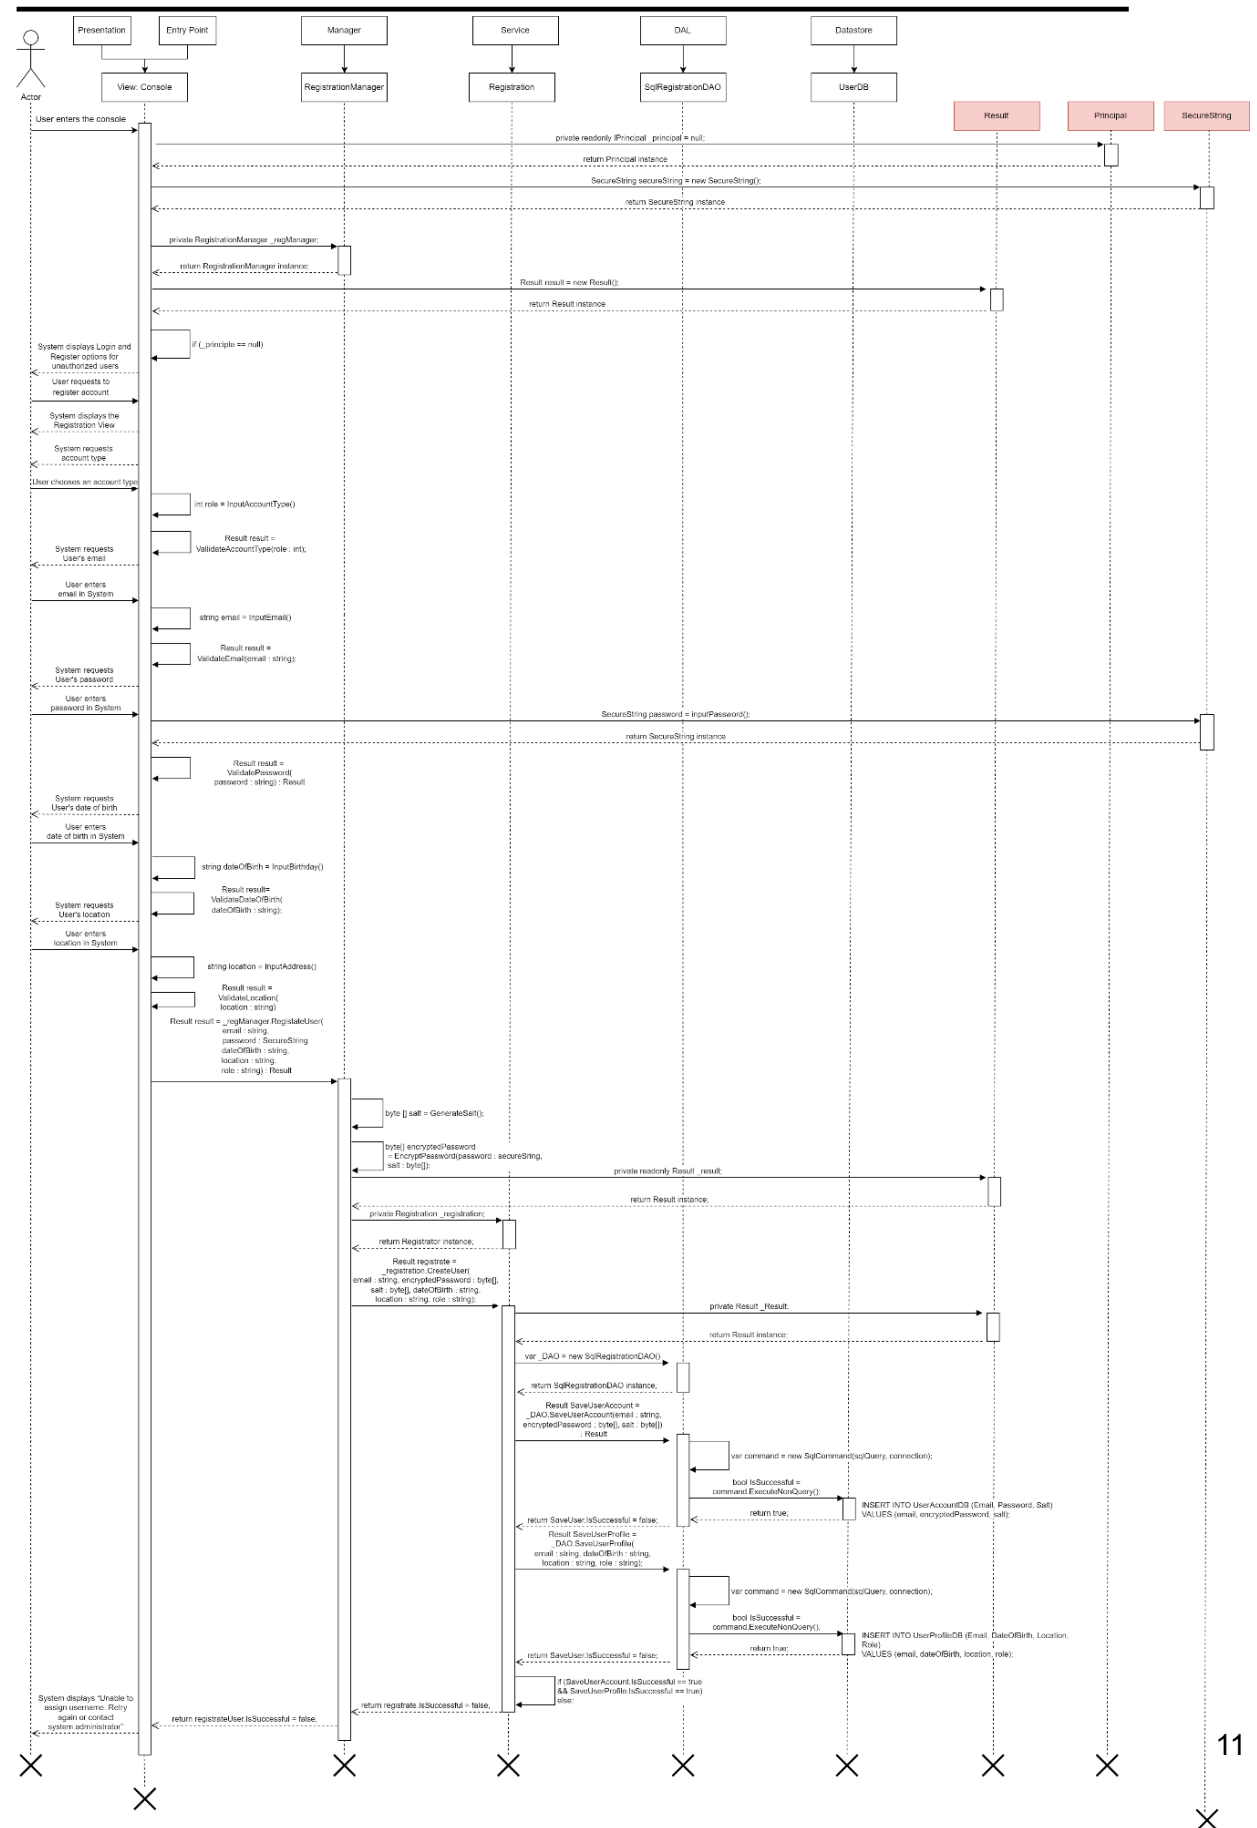 Presentation
Entry Point
Manager
Service
DAL
Datastore
View: Console
RegistrationManager
Registration
SqlRegistrationDAO
UserDB
Actor
Result
Principal
SecureString
User enters the console
private readonly IPrincipal _principal = null;
return Principal instance
SecureString secureString = new SecureString();
return SecureString instance
private RegistrationManager _regManager;
return RegistrationManager instance;
Result result = new Result();
return Result instance
if (_principle == null)
System displays Login and
Register options for
unauthorized users
User requests to
register account
System displays the
Registration View
System requests
account type
User chooses an account type
int role = InputAccountType()
Result result =
ValidateAccountType(role : int);
System requests
User's email
User enters
email in System
string email = InputEmail()
Result result =
ValidateEmail(email : string);
System requests
User's password
User enters
password in System
SecureString password = inputPassword();
return SecureString instance
Result result =
ValidatePassword(
password : string) : Result
System requests
User's date of birth
User enters
date of birth in System
string dateOfBirth = InputBirthday()
Result result=
ValidateDateOfBirth(
dateOfBirth : string);
System requests
User's location
User enters
location in System
string location = InputAddress()
Result result =
ValidateLocation(
location : string)
Result result = _regManager.RegistateUser(
email : string,
password : SecureString
dateOfBirth : string,
location : string,
role : string) : Result
byte [] salt = GenerateSalt();
byte[] encryptedPassword
= EncryptPassword(password : secureSring,
salt : byte[]);
private readonly Result _result;
return Result instance;
private Registration _registration;
return Registrator instance;
Result registrate =
_registration.CreateUser(
email : string, encryptedPassword : byte[],
salt : byte[], dateOfBirth : string,
location : string, role : string);
private Result _Result;
return Result instance;
var _DAO = new SqlRegistrationDAO()
return SqlRegistrationDAO instance;
Result SaveUserAccount =
_DAO.SaveUserAccount(email : string,
encryptedPassword : byte[], salt : byte[])
: Result
var command = new SqlCommand(sqlQuery, connection);
bool IsSuccessful =
command.ExecuteNonQuery();
INSERT INTO UserAccountDB (Email, Password, Salt)
VALUES (email, encryptedPassword, salt);
return true;
return SaveUser.IsSuccessful = false;
Result SaveUserProfile =
_DAO.SaveUserProfile(
email : string, dateOfBirth : string,
location : string, role : string);
var command = new SqlCommand(sqlQuery, connection);
bool IsSuccessful =
command.ExecuteNonQuery();
INSERT INTO UserProfileDB (Email, DateOfBirth, Location,
Role)
VALUES (email, dateOfBirth, location, role);
return true;
return SaveUser.IsSuccessful = false;
if (SaveUserAccount.IsSuccessful == true
&& SaveUserProfile.IsSuccessful == true)
else:
return registrate.IsSuccessful = false;
return registrateUser.IsSuccessful = false;
System displays "Unable to
assign username. Retry
again or contact
system administrator"
11